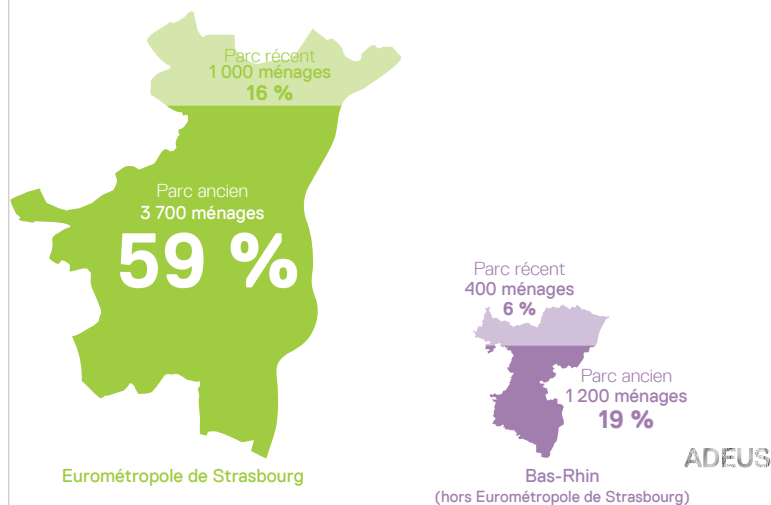 Parc récent
1 000 ménages
16 %
Parc ancien
3 700 ménages
59 %
Eurométropole de Strasbourg
Parc récent
400 ménages
6 %
Parc ancien
1 200 ménages
19 %
Bas-Rhin
(hors Eurométropole de Strasbourg)
ADEUS